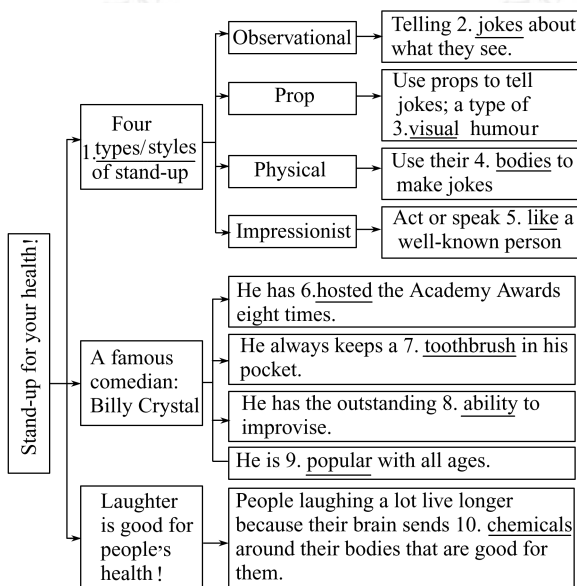 Stand-up for your health!
Four
1.types/styles
of stand-up
Observational
Telling 2. jokes about
what they see.
Prop
Use props to tell
jokes; a type of
3.visual humour
Physical
Use their 4. bodies to
make jokes
Impressionist
Act or speak 5. like a
well-known person
A famous
comedian:
Billy Crystal
He has 6.hosted the Academy Awards
eight times.
He always keeps a 7. toothbrush in his
pocket.
He has the outstanding 8. ability to
improvise.
He is 9. popular with all ages.
Laughter
is good for
people's
health!
People laughing a lot live longer
because their brain sends 10. chemicals
around their bodies that are good for
them.